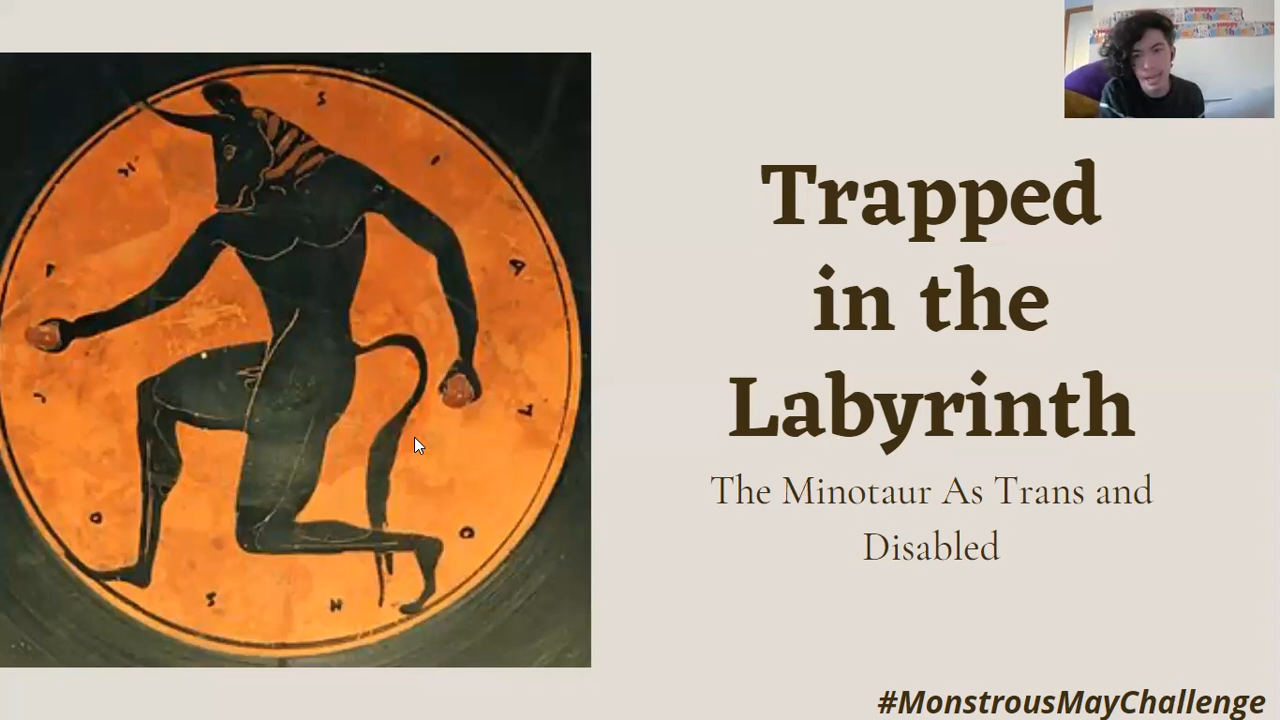 Trapped
in the
Labyrinth
The Minotaur As Trans and
Disabled
#MonstrousMayChallenge